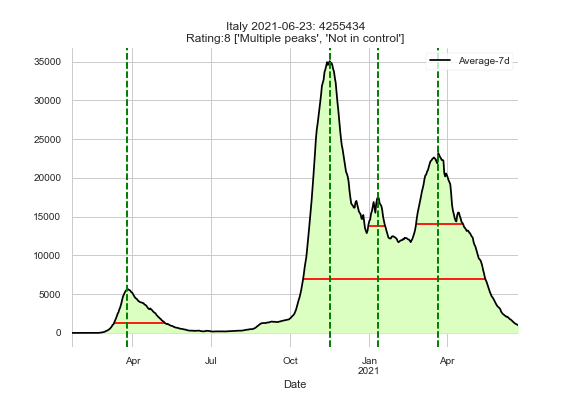 Italy 2021-06-23: 4255434
Rating:8 ['Multiple peaks', 'Not in control']
Average-7d
35000
30000
25000
20000
15000
10000
5000
0
Apr
Jul
Oct
Jan
2021
Apr
Date